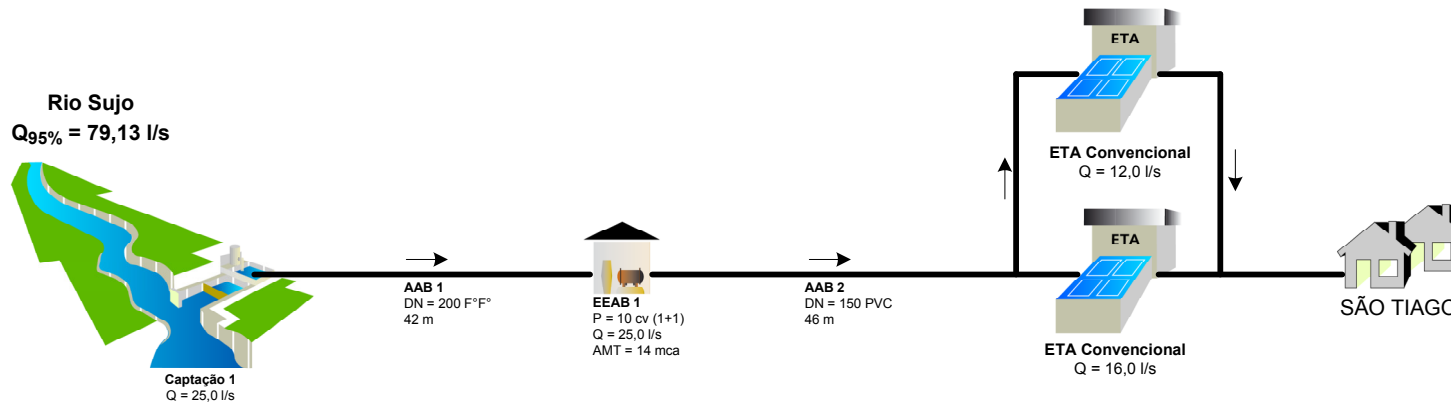 Rio Sujo
Q95% = 79,13 l/s
Captação 1
Q = 25,0 l/s
AAB 1
DN = 200 F°F°
42 m
EEAB 1
P = 10 cv (1+1)
Q = 25,0 l/s
AMT = 14 mca
AAB 2
DN = 150 PVC
46 m
ETA
ETA Convencional
Q = 12,0 l/s
ETA
ETA Convencional
Q = 16,0 l/s
SÃO TIAGO